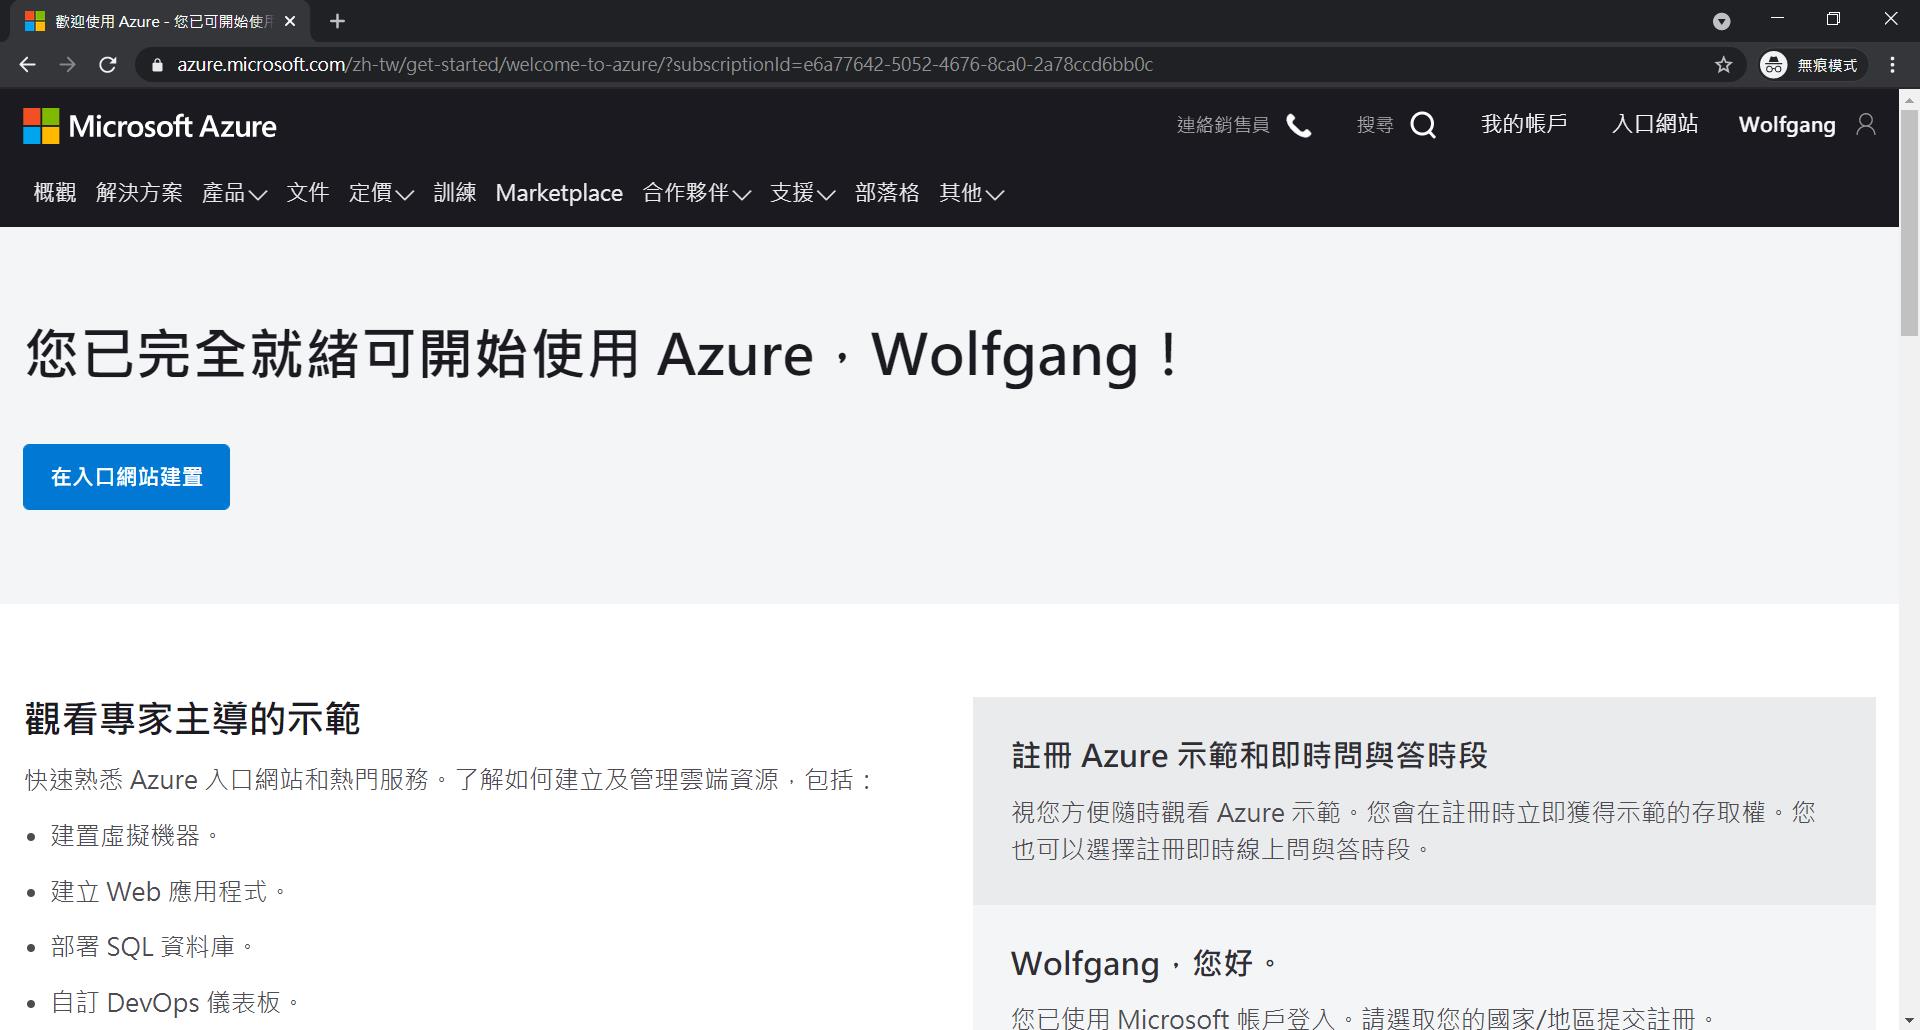 歡迎使用 Azure - 您已可開始使用
azure.microsoft.com/zh-tw/get-started/welcome-to-azure/?subscriptionId=e6a77642-5052-4676-8ca0-2a78ccd6bb0c
無痕模式
Microsoft Azure
連絡銷售員
搜尋
我的帳戶
入口網站
Wolfgang
概觀 解決方案 產品 文件 定價 訓練 Marketplace 合作夥伴 支援 部落格 其他
您已完全就緒可開始使用 Azure，Wolfgang！
在入口網站建置
觀看專家主導的示範
快速熟悉 Azure 入口網站和熱門服務。了解如何建立及管理雲端資源，包括：
• 建置虛擬機器。
• 建立 Web 應用程式。
• 部署 SQL 資料庫。
• 自訂 DevOps 儀表板。
註冊 Azure 示範和即時問與答時段
視您方便隨時觀看 Azure 示範。您會在註冊時立即獲得示範的存取權。您
也可以選擇註冊即時線上問與答時段。
Wolfgang，您好。
您已使用 Microsoft 帳戶登入。請選取您的國家/地區提交註冊。